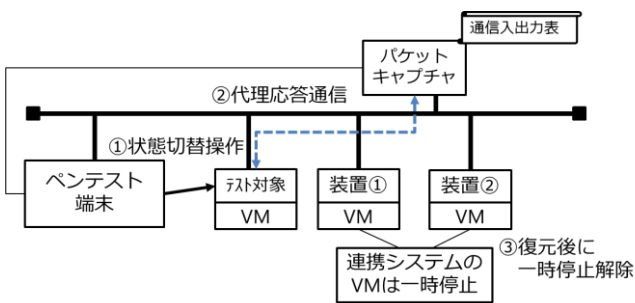 通信入出力表
パケット
キャプチャ
②代理応答通信
①状態切替操作
ペンテスト
端末
テスト対象
VM
装置①
VM
装置②
VM
連携システムの
VMは一時停止
③復元後に
一時停止解除